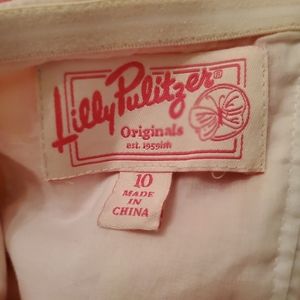 Lilly Pulitzer®
Originals
est. 1959ish
10
MADE
IN
CHINA